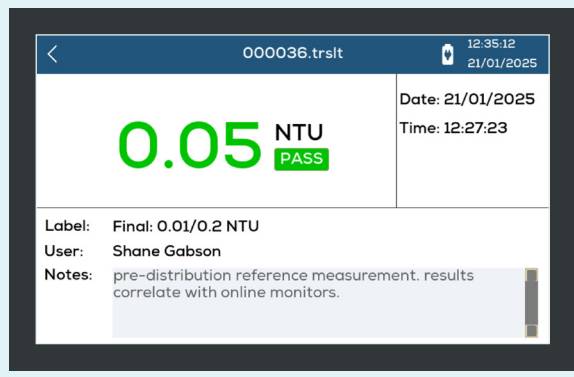 000036.trslt
12:35:12
21/01/2025
0.05 NTU
PASS
Date: 21/01/2025
Time: 12:27:23
Label: Final: 0.01/0.2 NTU
User: Shane Gabson
Notes: pre-distribution reference measurement. results
correlate with online monitors.